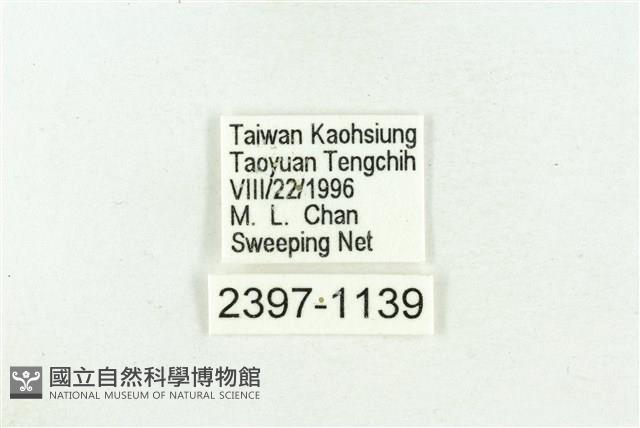 Taiwan Kaohsiung
Taoyuan Tengchih
VIII/22/1996
M. L. Chan
Sweeping Net
2397-1139
國立自然科學博物館
NATIONAL MUSEUM OF NATURAL SCIENCE